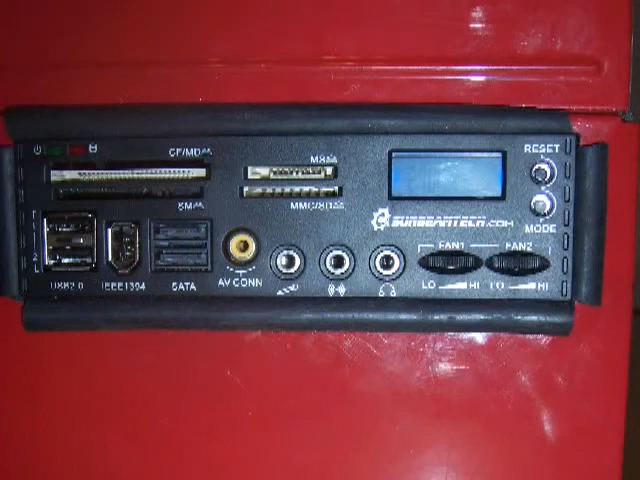 CF/MD
MS
RESET
SM
MMC/SD
SUNBEAMTECH.COM
MODE
FAN1 FAN2
USB2.0 IEEE1394 SATA AV CONN LO HI LO HI